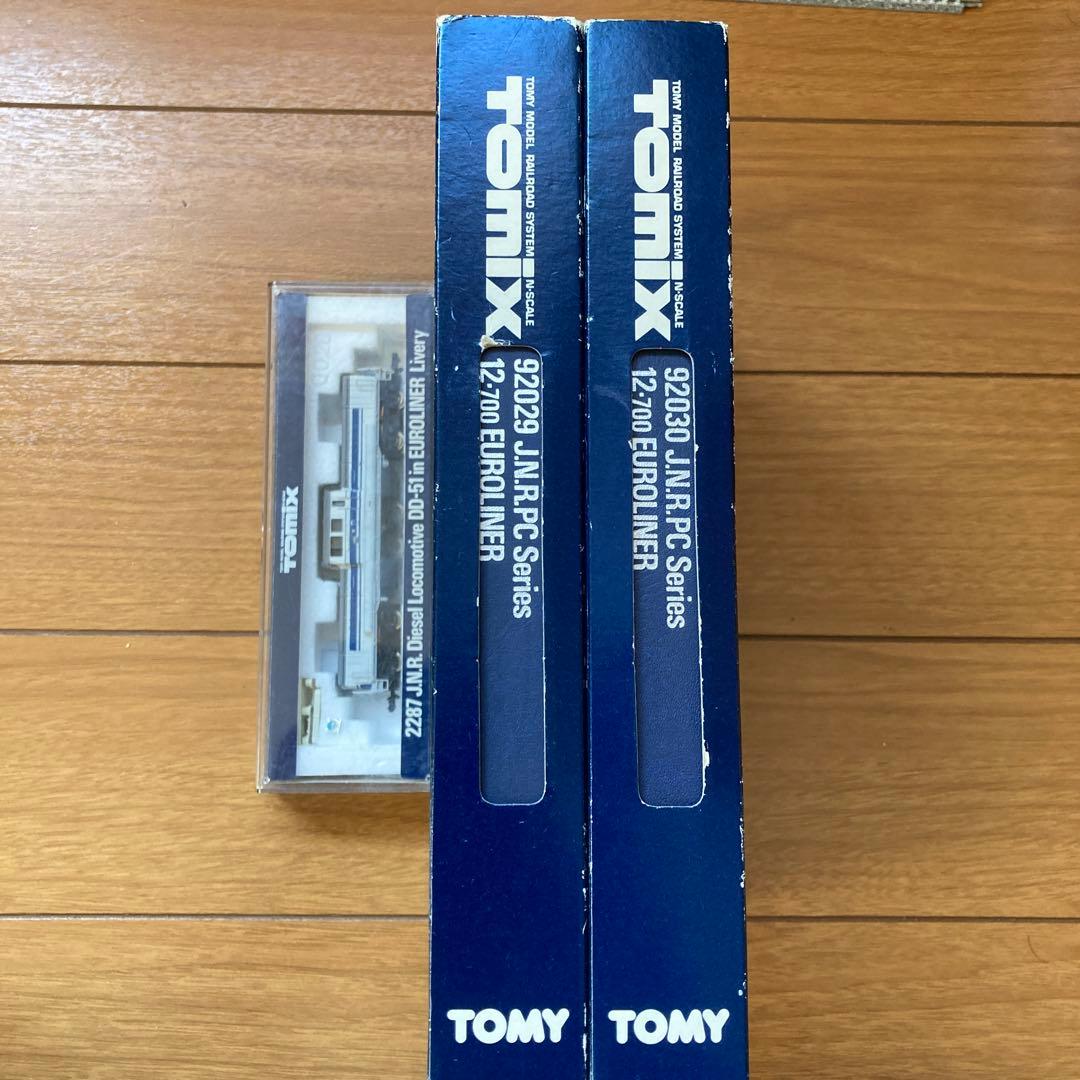 TOMIX
2287 J.N.R. Diesel Locomotive DD-51 in EUROLINER Livery
TOMY MODEL RAILROAD SYSTEM N-SCALE
TOMIX
92029 J.N.R.PC Series
12-700 EUROLINER
TOMY
TOMY MODEL RAILROAD SYSTEM N-SCALE
TOMIX
92030 J.N.R.PC Series
12-700 EUROLINER
TOMY